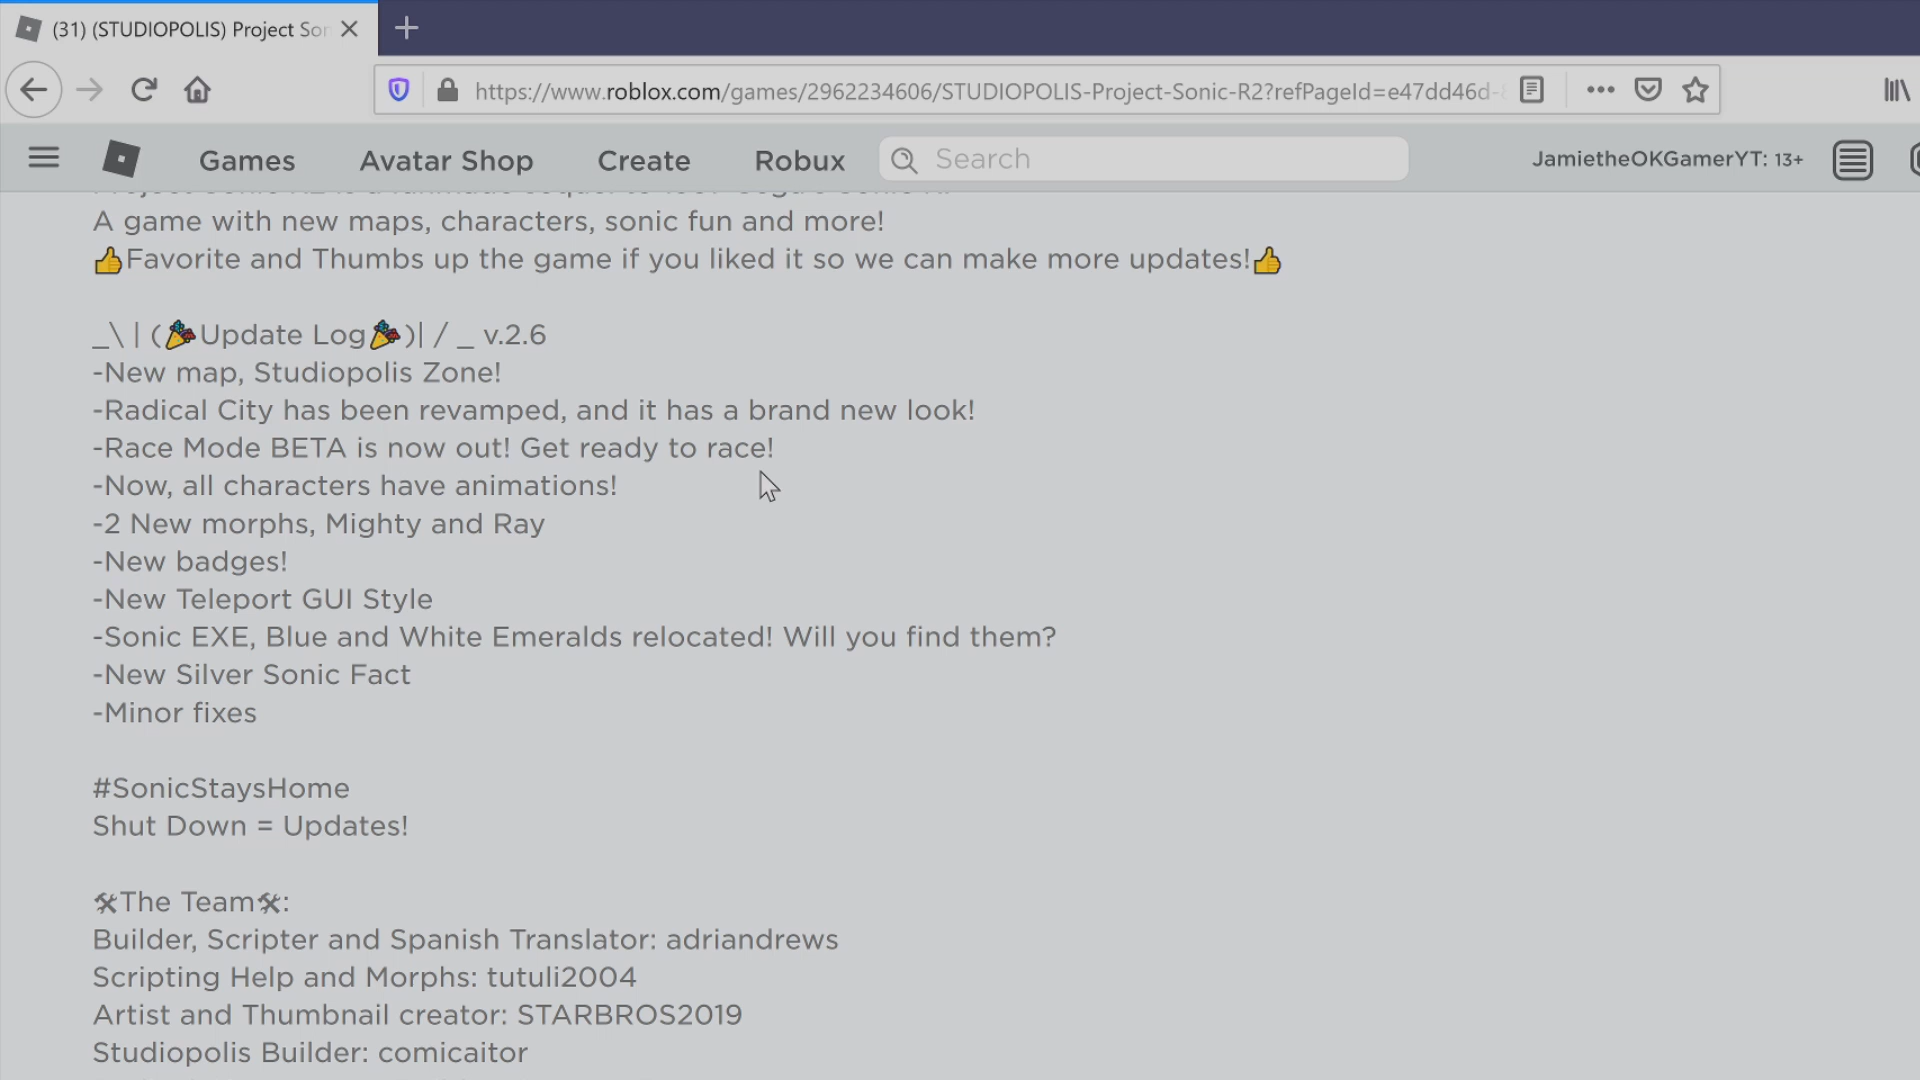 (31) (STUDIOPOLIS) Project Son
https://www.roblox.com/games/2962234606/STUDIOPOLIS-Project-Sonic-R2?refPageId=e47dd46d-
Games Avatar Shop Create Robux Search JamietheOKGamerYT: 13+
A game with new maps, characters, sonic fun and more!
👍Favorite and Thumbs up the game if you liked it so we can make more updates!👍
_\ | (🎉Update Log🎉)| / _ v.2.6
-New map, Studiopolis Zone!
-Radical City has been revamped, and it has a brand new look!
-Race Mode BETA is now out! Get ready to race!
-Now, all characters have animations!
-2 New morphs, Mighty and Ray
-New badges!
-New Teleport GUI Style
-Sonic EXE, Blue and White Emeralds relocated! Will you find them?
-New Silver Sonic Fact
-Minor fixes
#SonicStaysHome
Shut Down = Updates!
🛠The Team🛠:
Builder, Scripter and Spanish Translator: adriandrews
Scripting Help and Morphs: tutuli2004
Artist and Thumbnail creator: STARBROS2019
Studiopolis Builder: comicaitor